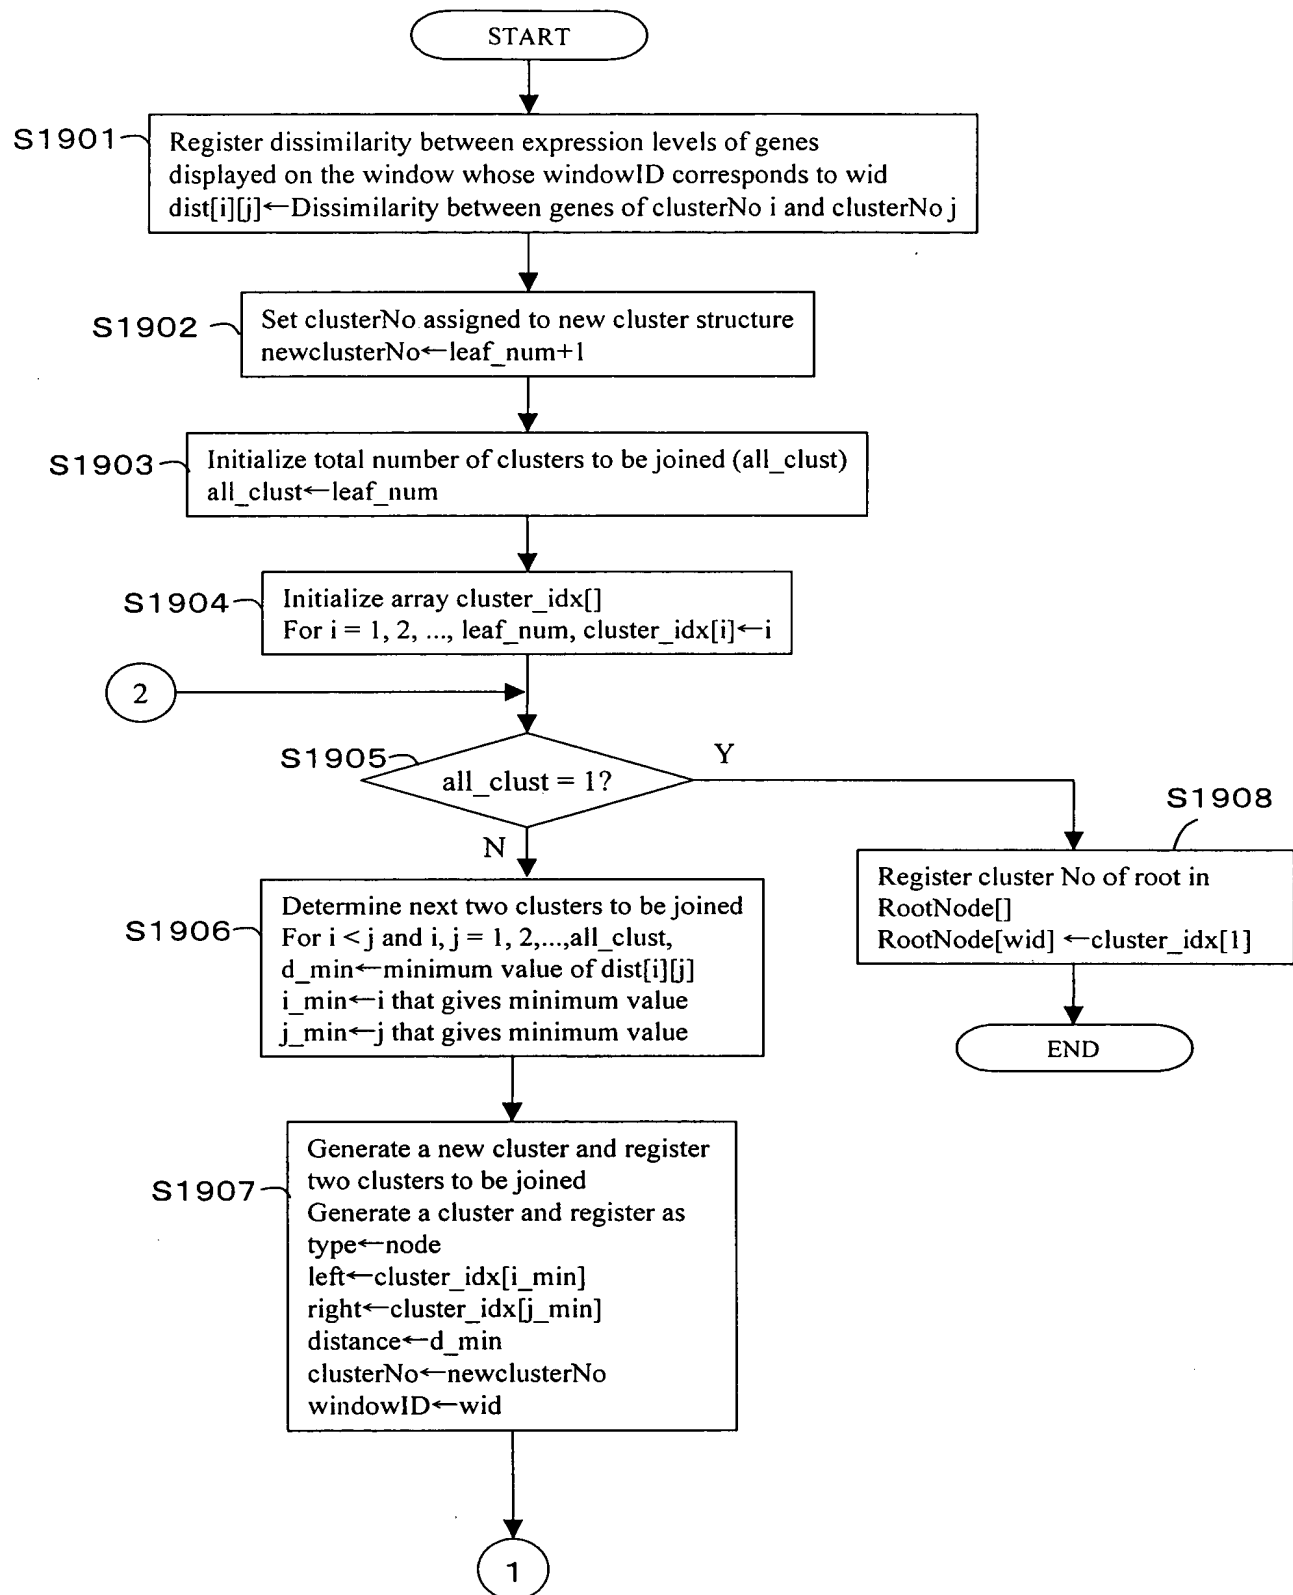 START
S1901
Register dissimilarity between expression levels of genes
displayed on the window whose windowID corresponds to wid
dist[i][j]←Dissimilarity between genes of clusterNo i and clusterNo j
S1902
Set clusterNo assigned to new cluster structure
newclusterNo←leaf_num+1
S1903
Initialize total number of clusters to be joined (all_clust)
all_clust←leaf_num
S1904
Initialize array cluster_idx[]
For i = 1, 2, ..., leaf_num, cluster_idx[i]←i
2
S1905
all_clust = 1?
Y
N
S1908
Register cluster No of root in
RootNode[]
RootNode[wid] ←cluster_idx[1]
END
S1906
Determine next two clusters to be joined
For i < j and i, j = 1, 2,...,all_clust,
d_min←minimum value of dist[i][j]
i_min←i that gives minimum value
j_min←j that gives minimum value
S1907
Generate a new cluster and register
two clusters to be joined
Generate a cluster and register as
type←node
left←cluster_idx[i_min]
right←cluster_idx[j_min]
distance←d_min
clusterNo←newclusterNo
windowID←wid
1